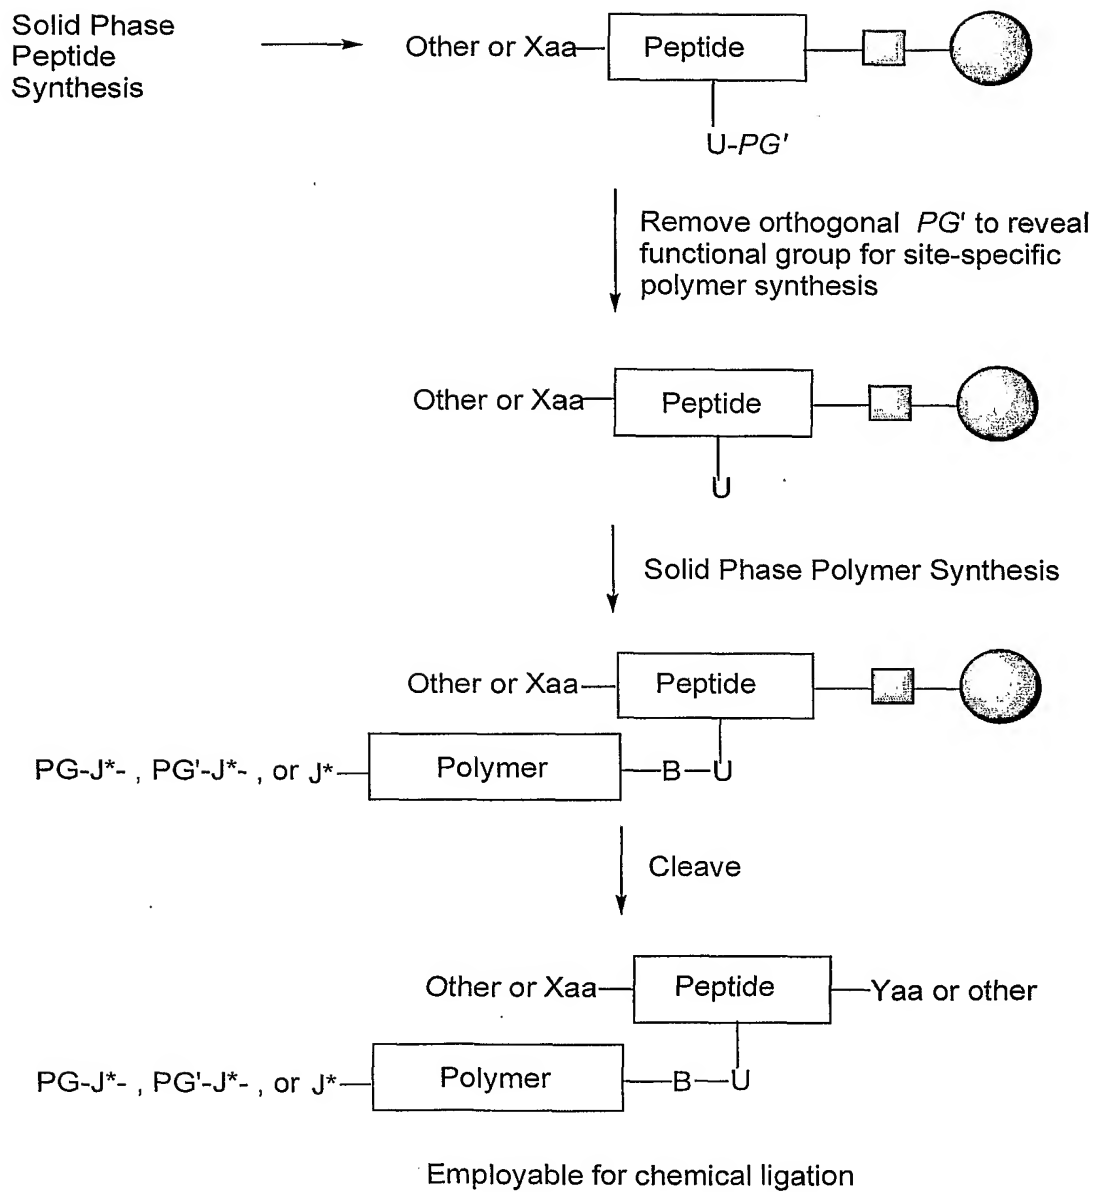 Solid Phase
Peptide
Synthesis
Other or Xaa
Peptide
U-PG'
Remove orthogonal PG' to reveal
functional group for site-specific
polymer synthesis
Other or Xaa
Peptide
U
Solid Phase Polymer Synthesis
Other or Xaa
Peptide
PG-J*- , PG'-J*- , or J*
Polymer
B
U
Cleave
Other or Xaa
Peptide
Yaa or other
PG-J*- , PG'-J*- , or J*
Polymer
B
U
Employable for chemical ligation